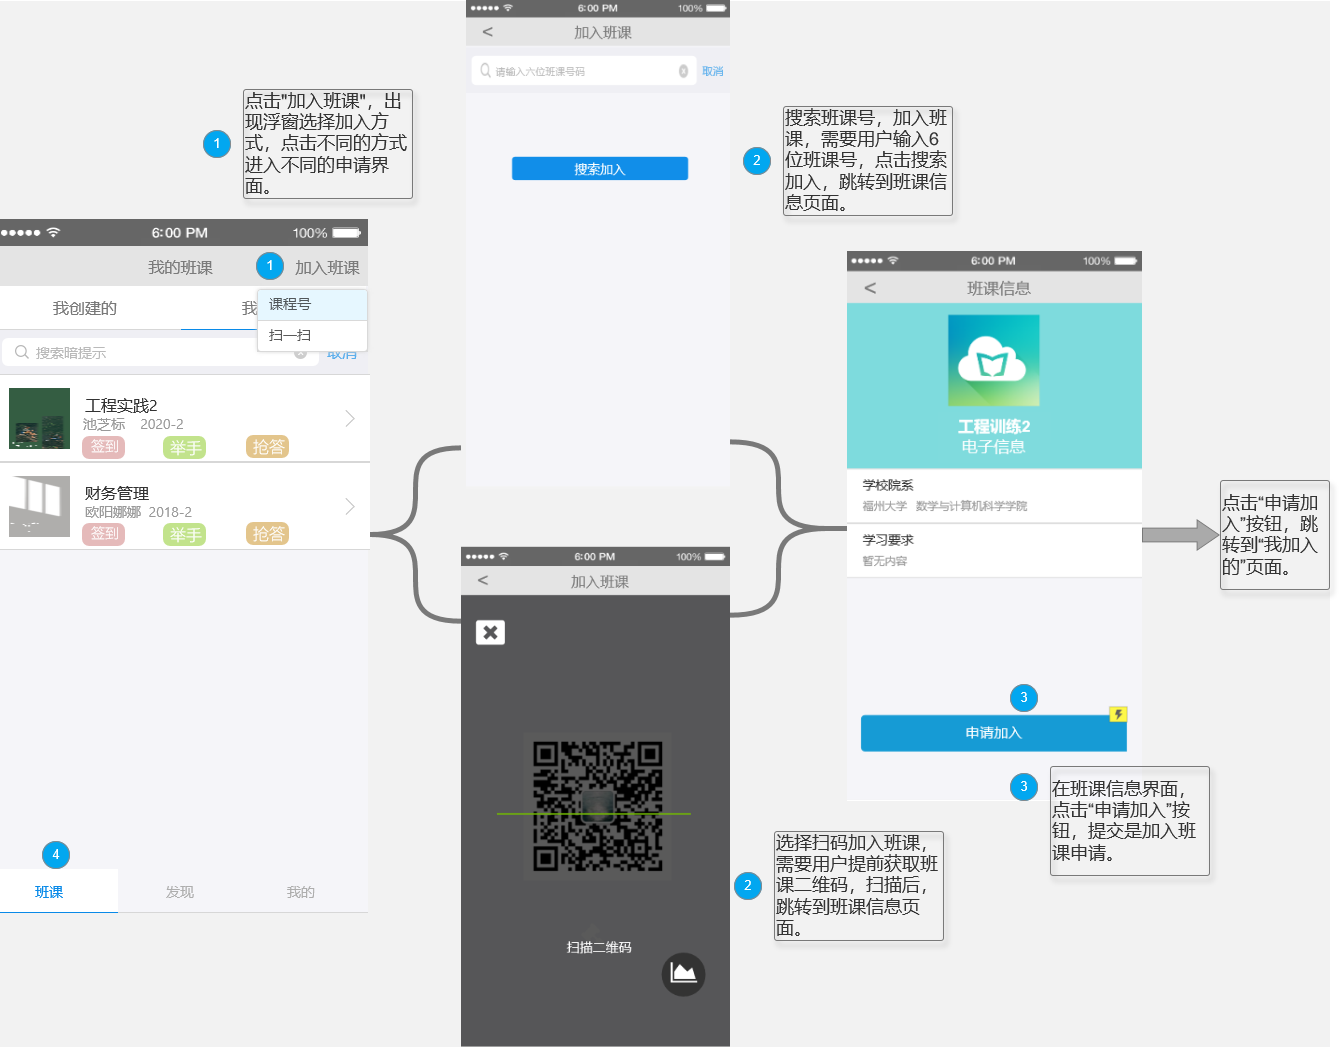 点击"加入班课"，出
现浮窗选择加入方
式，点击不同的方式
进入不同的申请界
面。
1
6:00 PM
100%
我的班课
1
加入班课
我创建的
我
课程号
扫一扫
搜索暗提示
取消
工程实践2
池芝标 2020-2
签到
举手
抢答
财务管理
欧阳娜娜 2018-2
签到
举手
抢答
4
班课
发现
我的
6:00 PM
100%
<
加入班课
请输入六位班课号码
取消
搜索加入
2
搜索班课号，加入班
课，需要用户输入6
位班课号，点击搜索
加入，跳转到班课信
息页面。
6:00 PM
100%
<
加入班课
扫描二维码
2
选择扫码加入班课，
需要用户提前获取班
课二维码，扫描后，
跳转到班课信息页
面。
6:00 PM
100%
<
班课信息
工程训练2
电子信息
学校院系
福州大学 数学与计算机科学学院
学习要求
暂无内容
3
申请加入
3
在班课信息界面，
点击“申请加入”按
钮，提交是加入班
课申请。
点击“申请加
入”按钮，跳
转到“我加入
的”页面。